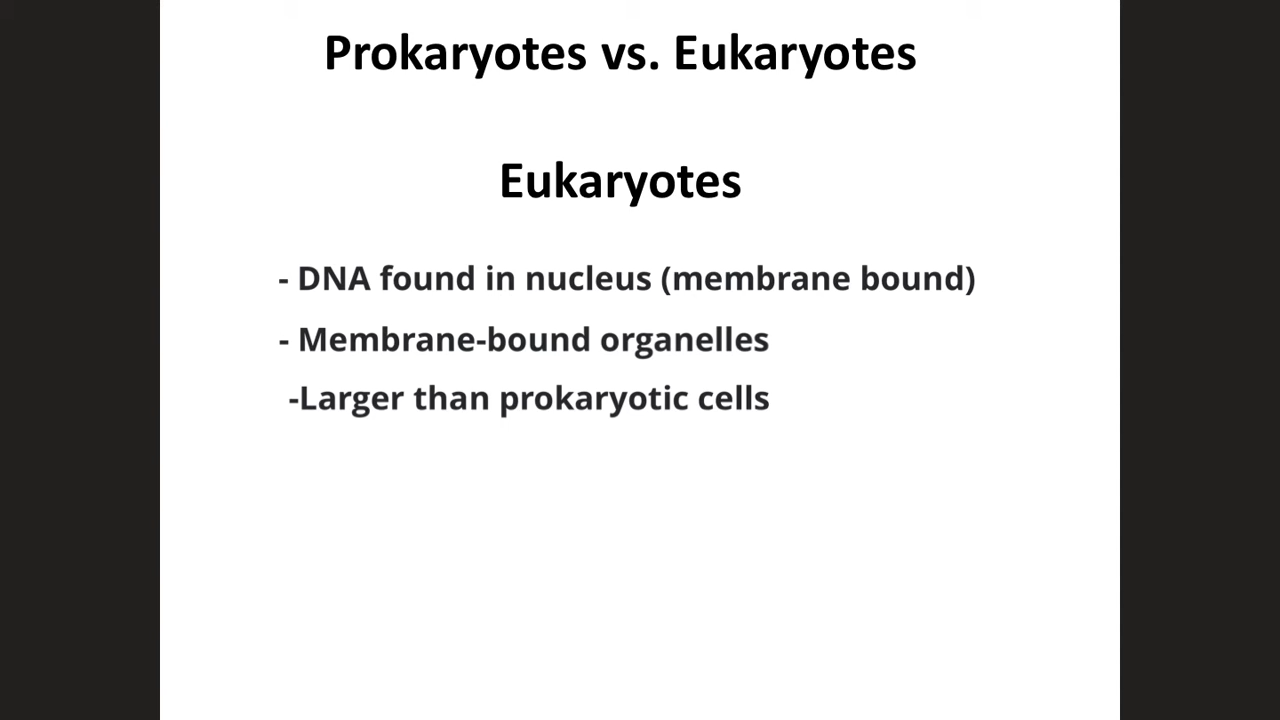 Prokaryotes vs. Eukaryotes
Eukaryotes
- DNA found in nucleus (membrane bound)
- Membrane-bound organelles
-Larger than prokaryotic cells